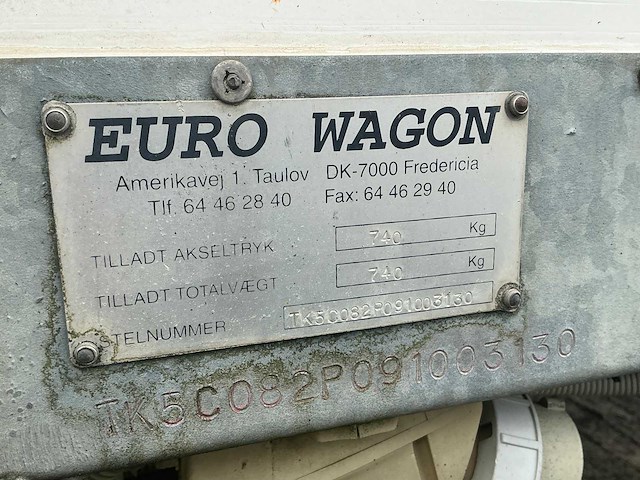 EURO WAGON
Amerikavej 1. Taulov DK-7000 Fredericia
Tlf. 64 46 28 40 Fax: 64 46 29 40
TILLADT AKSELTRYK 740 Kg
TILLADT TOTALVÆGT 740 Kg
STELNUMMER TK5C082P091003130
TK5C082P091003130